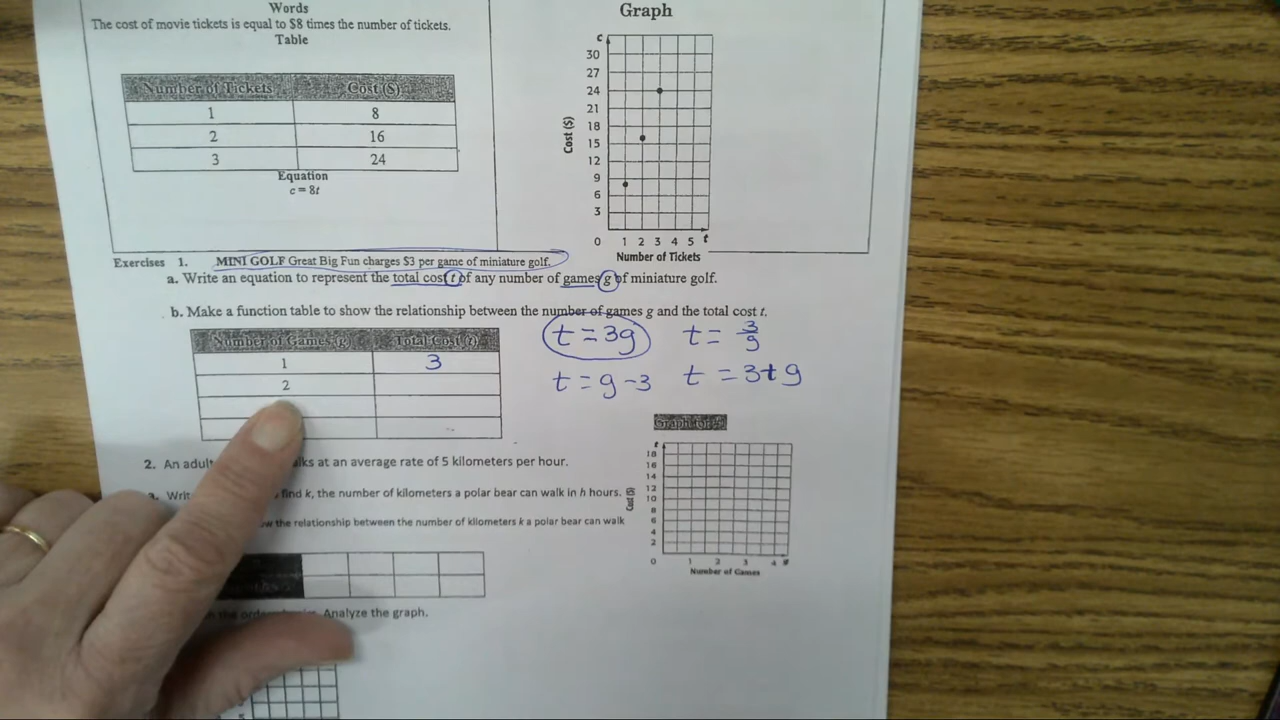 Words
The cost of movie tickets is equal to $8 times the number of tickets.
Table
Number of Tickets Cost ($)
1 8
2 16
3 24
Equation
c = 8t
Graph
c
30
27
24
21
18
15
12
9
6
3
0 1 2 3 4 5 t
Cost ($)
Number of Tickets
Exercises 1. MINI GOLF Great Big Fun charges $3 per game of miniature golf.
a. Write an equation to represent the total cost t of any number of games g of miniature golf.
b. Make a function table to show the relationship between the number of games g and the total cost t.
Number of Games (g) Total Cost (t)
1 3
2
t = 3g t = 3/g
t = g - 3 t = 3 + g
t
18
16
14
12
10
8
6
4
2
0 1 2 3 4 g
Cost ($)
Number of Games
2. An adult alks at an average rate of 5 kilometers per hour.
a. Writ find k, the number of kilometers a polar bear can walk in h hours.
ow the relationship between the number of kilometers k a polar bear can walk
Analyze the graph.